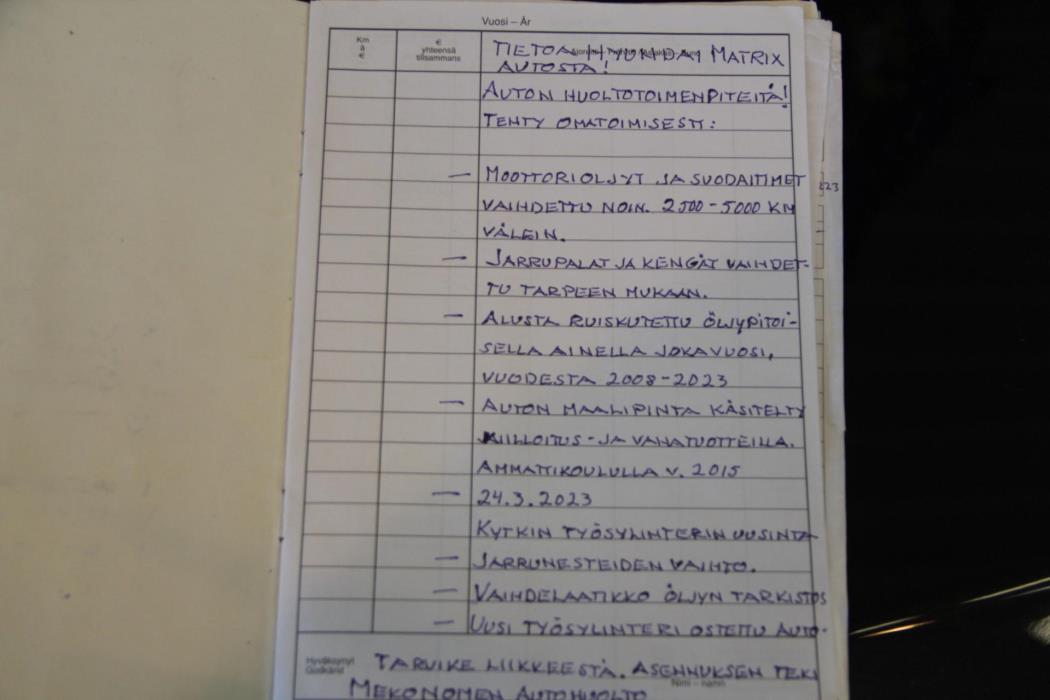 Vuosi – År
Km
à
€
€
yhteensä
tillsammans
TIETOA HYUNDAI MATRIX
AUTOSTA!
AUTON HUOLTOTOIMENPITEITÄ!
TEHTY OMATOIMISESTI:
— MOOTTORIOLJYT JA SUODATTIMET
VAIHDETTU NOIN. 2500-5000 KM
VÄLEIN.
— JARRUPALAT JA KENGÄT VAIHDET-
TU TARPEEN MUKAAN.
— ALUSTA RUISKUTETTU ÖLJYPITOI-
SELLA AINELLA JOKAVUOSI,
VUODESTA 2008-2023
— AUTON MAALIPINTA KÄSITELTY
KIILLOITUS-JA VAHATUOTTEILLA.
AMMATTIKOULULLA V. 2015
— 24.3.2023
KYTKIN TYÖSYLINTERIN UUSINTA
— JARRUNESTEIDEN VAIHTO.
— VAIHDELAATIKKO ÖLJYN TARKISTUS
— UUSI TYÖSYLINTERI OSTETTU AUTO-
Hyväksynyt
Godkänd
TARVIKE LIIKKEESTÄ. ASENNUKSEN TEKI
Nimi – namn
MEKONOMEN AUTOHUOLTO